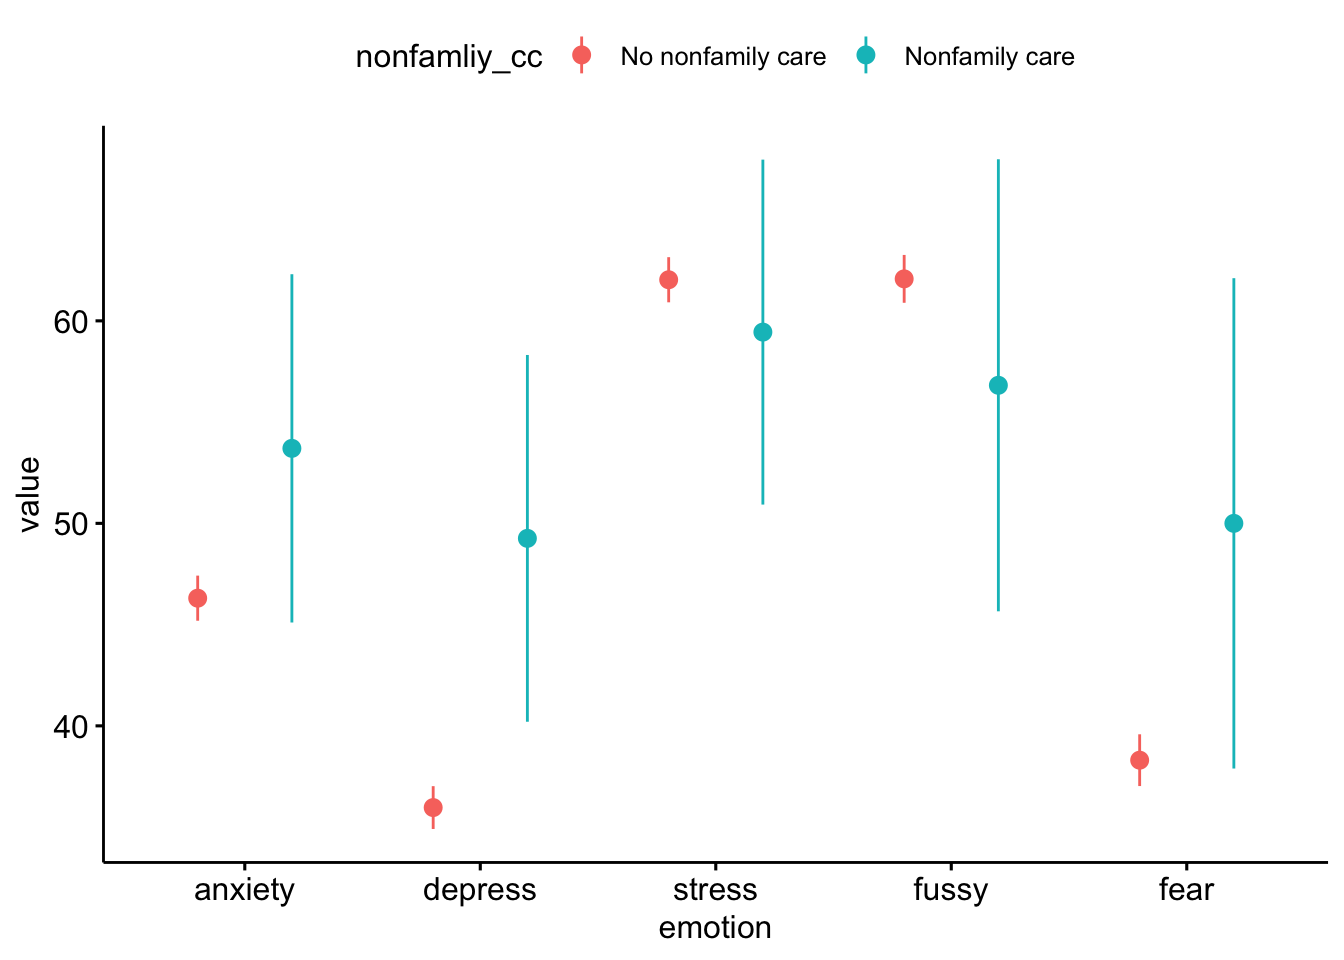 nonfamliy_cc No nonfamily care Nonfamily care
value
60
50
40
anxiety depress stress fussy fear
emotion